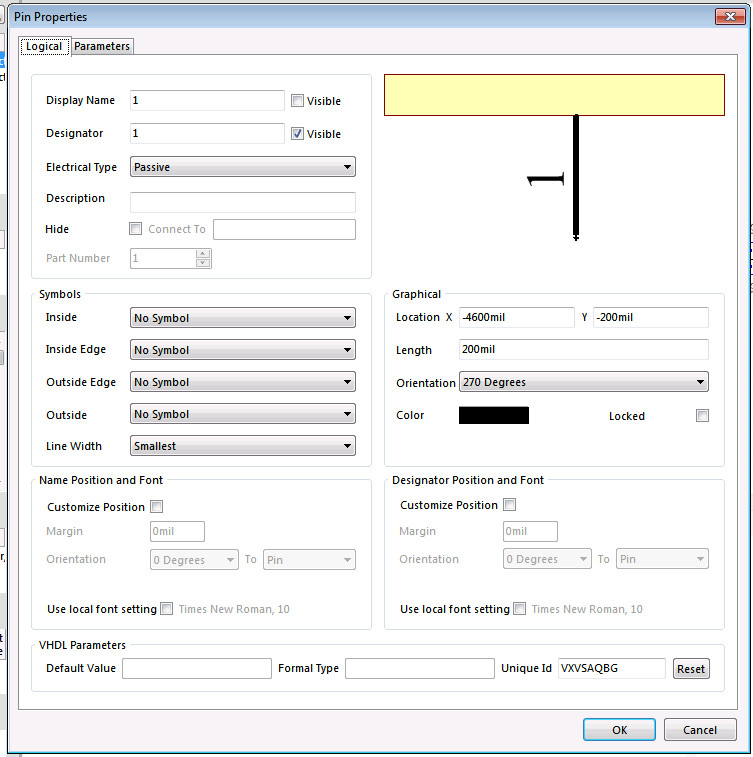 Pin Properties
Logical Parameters
Display Name 1 Visible
Designator 1 Visible
Electrical Type Passive
Description
Hide Connect To
Part Number 1
1
Symbols
Inside No Symbol
Inside Edge No Symbol
Outside Edge No Symbol
Outside No Symbol
Line Width Smallest
Graphical
Location X -4600mil Y -200mil
Length 200mil
Orientation 270 Degrees
Color Locked
Name Position and Font
Customize Position
Margin 0mil
Orientation 0 Degrees To Pin
Use local font setting Times New Roman, 10
Designator Position and Font
Customize Position
Margin 0mil
Orientation 0 Degrees To Pin
Use local font setting Times New Roman, 10
VHDL Parameters
Default Value Formal Type Unique Id VXVSAQBG Reset
OK Cancel